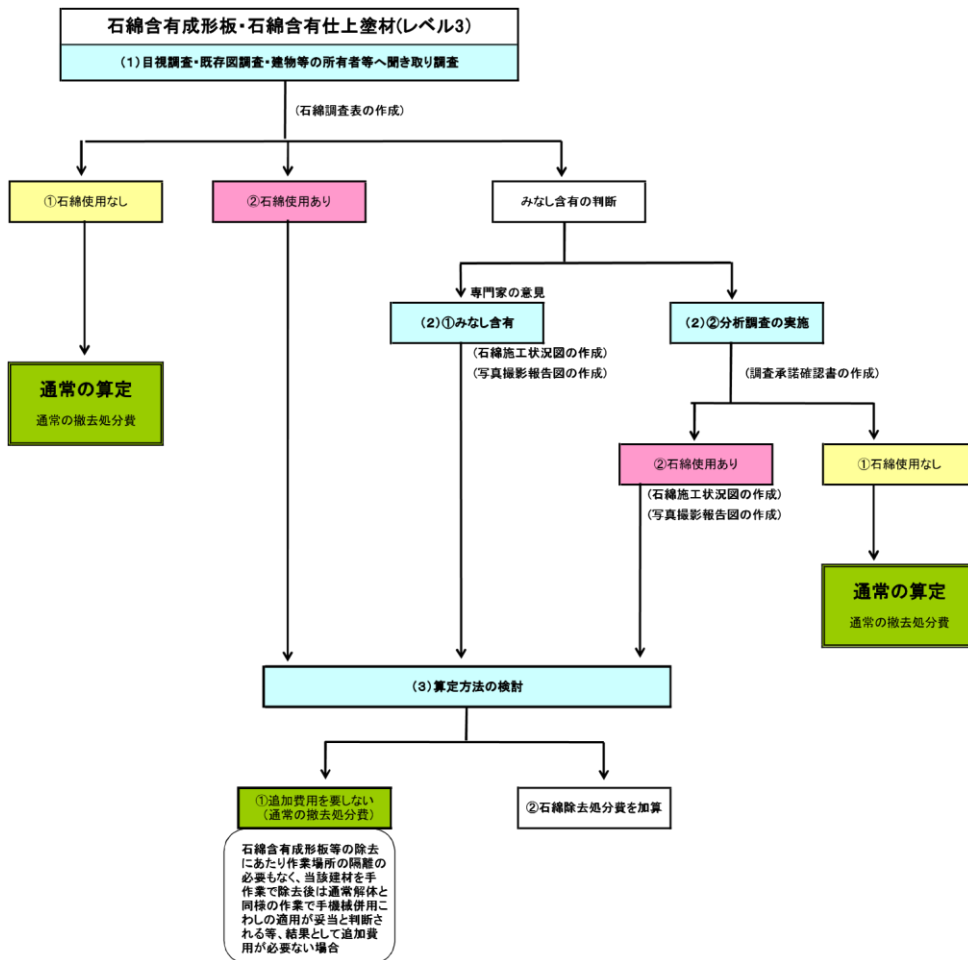 石綿含有成形板・石綿含有仕上塗材(レベル3)
(1)目視調査・既存図調査・建物等の所有者等へ聞き取り調査
(石綿調査表の作成)
①石綿使用なし
②石綿使用あり
みなし含有の判断
専門家の意見
(2)①みなし含有
(2)②分析調査の実施
(石綿施工状況図の作成)
(写真撮影報告図の作成)
(調査承諾確認書の作成)
通常の算定
通常の撤去処分費
②石綿使用あり
①石綿使用なし
(石綿施工状況図の作成)
(写真撮影報告図の作成)
通常の算定
通常の撤去処分費
(3)算定方法の検討
①追加費用を要しない
(通常の撤去処分費)
②石綿除去処分費を加算
石綿含有成形板等の除去
にあたり作業場所の隔離の
必要もなく、当該建材を手
作業で除去後は通常解体と
同様の作業で手機械併用こ
わしの適用が妥当と判断さ
れる等、結果として追加費
用が必要ない場合